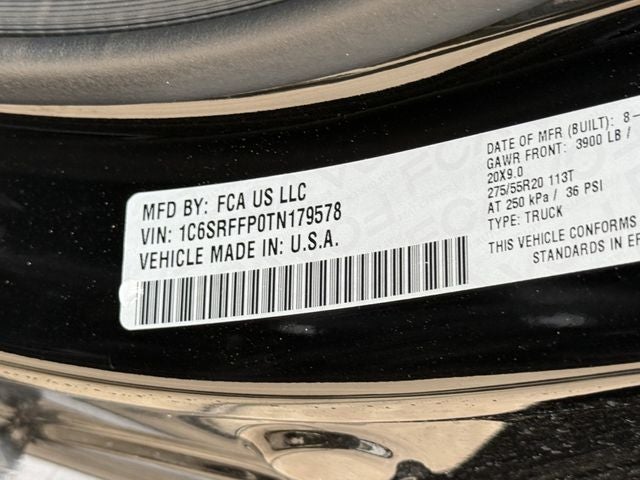 MFD BY: FCA US LLC
VIN: 1C6SRFFP0TN179578
VEHICLE MADE IN: U.S.A.
DATE OF MFR (BUILT): 8-
GAWR FRONT: 3900 LB /
20X9.0
275/55R20 113T
AT 250 kPa / 36 PSI
TYPE: TRUCK
THIS VEHICLE CONFORMS
STANDARDS IN EF